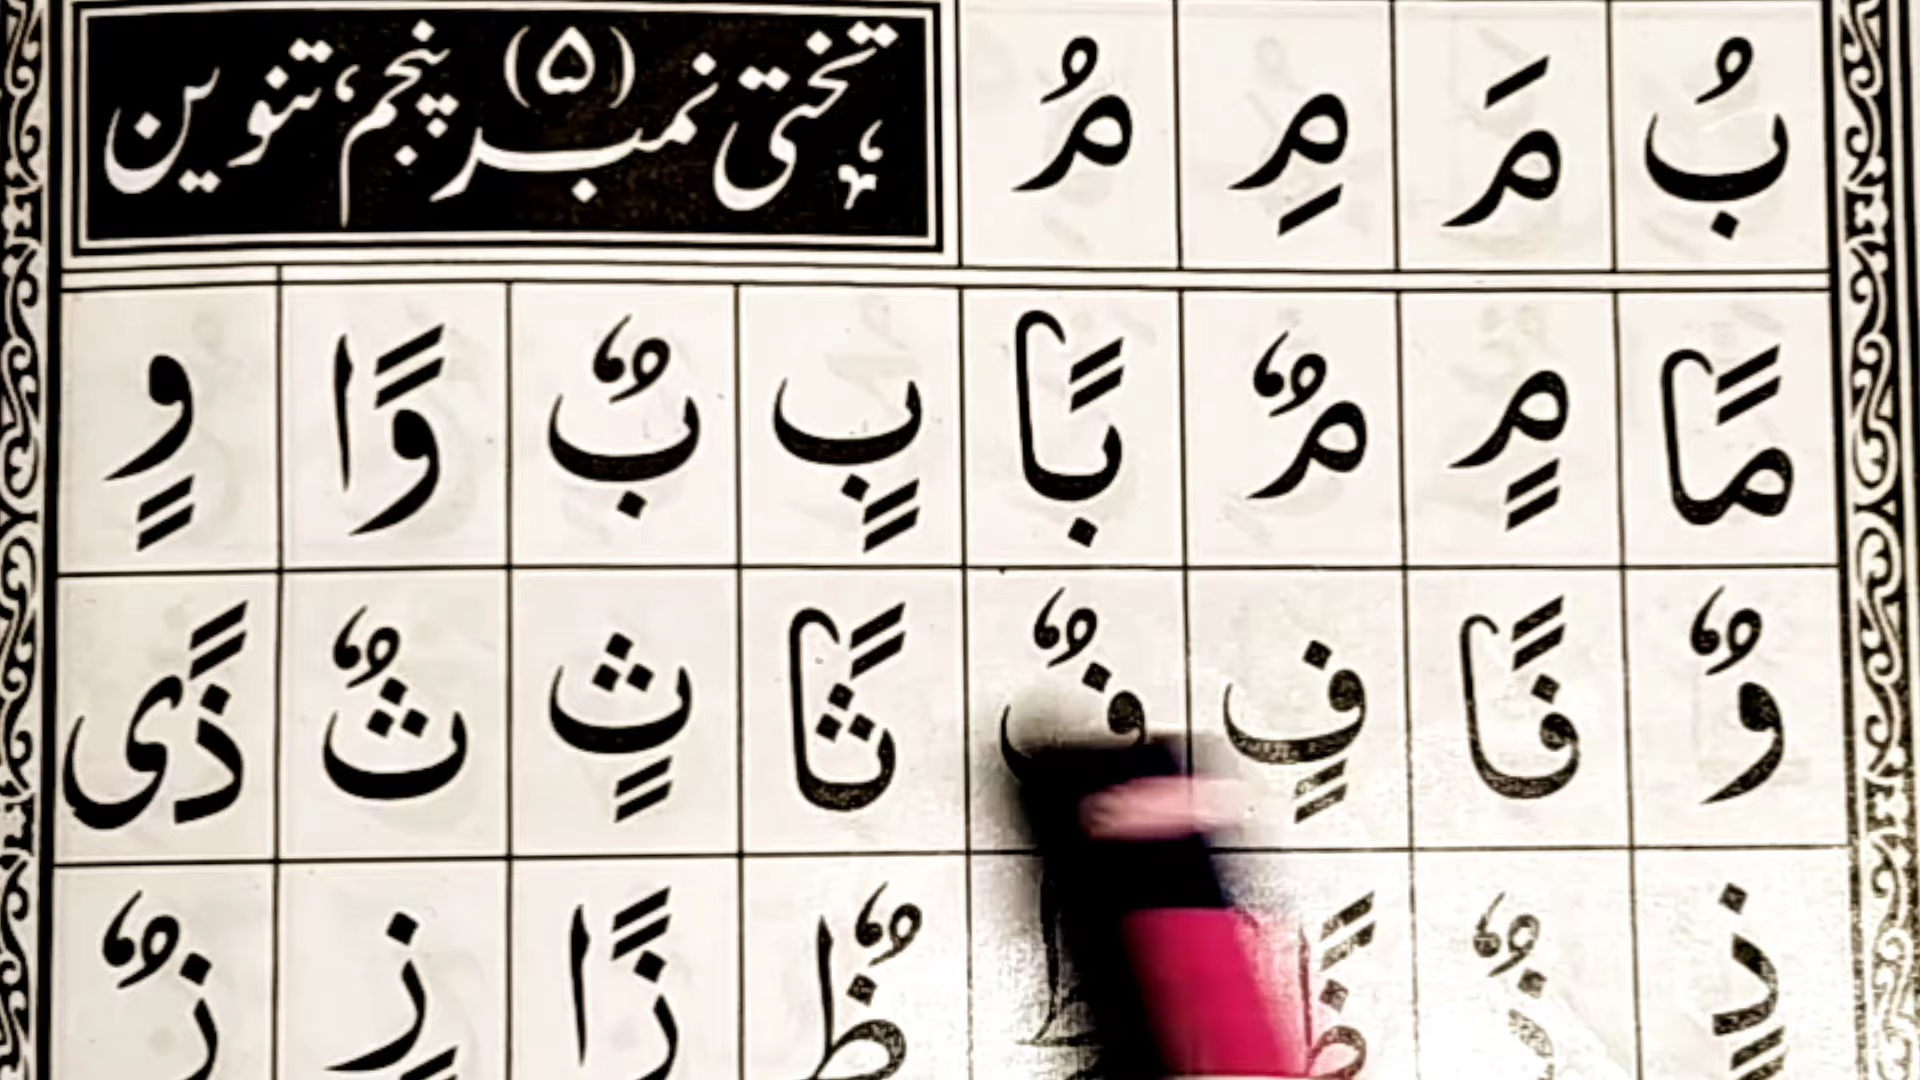 بُ مَ مِ مُ
تختی نمبر (۵) پنجم، تنوین
مًا مٍ مٌ بًا بٍ بٌ وًا وٍ
وٌ فًا فٍ فٌ ثًا ثٍ ثٌ ذًی
ذٍ ذٌ ظًا ظٌ زًا زٍ زٌ